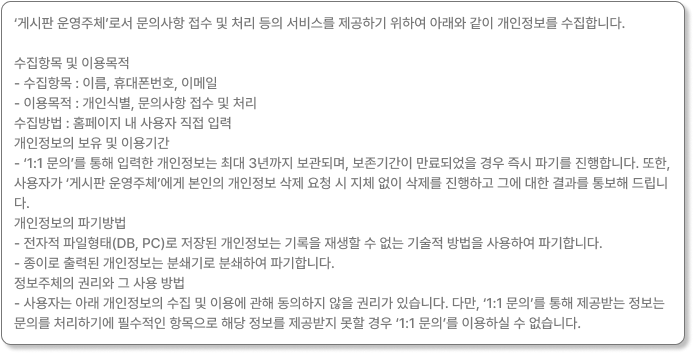 ‘게시판 운영주체’로서 문의사항 접수 및 처리 등의 서비스를 제공하기 위하여 아래와 같이 개인정보를 수집합니다.
수집항목 및 이용목적
- 수집항목 : 이름, 휴대폰번호, 이메일
- 이용목적 : 개인식별, 문의사항 접수 및 처리
수집방법 : 홈페이지 내 사용자 직접 입력
개인정보의 보유 및 이용기간
- ‘1:1 문의’를 통해 입력한 개인정보는 최대 3년까지 보관되며, 보존기간이 만료되었을 경우 즉시 파기를 진행합니다. 또한,
사용자가 ‘게시판 운영주체’에게 본인의 개인정보 삭제 요청 시 지체 없이 삭제를 진행하고 그에 대한 결과를 통보해 드립니
다.
개인정보의 파기방법
- 전자적 파일형태(DB, PC)로 저장된 개인정보는 기록을 재생할 수 없는 기술적 방법을 사용하여 파기합니다.
- 종이로 출력된 개인정보는 분쇄기로 분쇄하여 파기합니다.
정보주체의 권리와 그 사용 방법
- 사용자는 아래 개인정보의 수집 및 이용에 관해 동의하지 않을 권리가 있습니다. 다만, ‘1:1 문의’를 통해 제공받는 정보는
문의를 처리하기에 필수적인 항목으로 해당 정보를 제공받지 못할 경우 ‘1:1 문의’를 이용하실 수 없습니다.